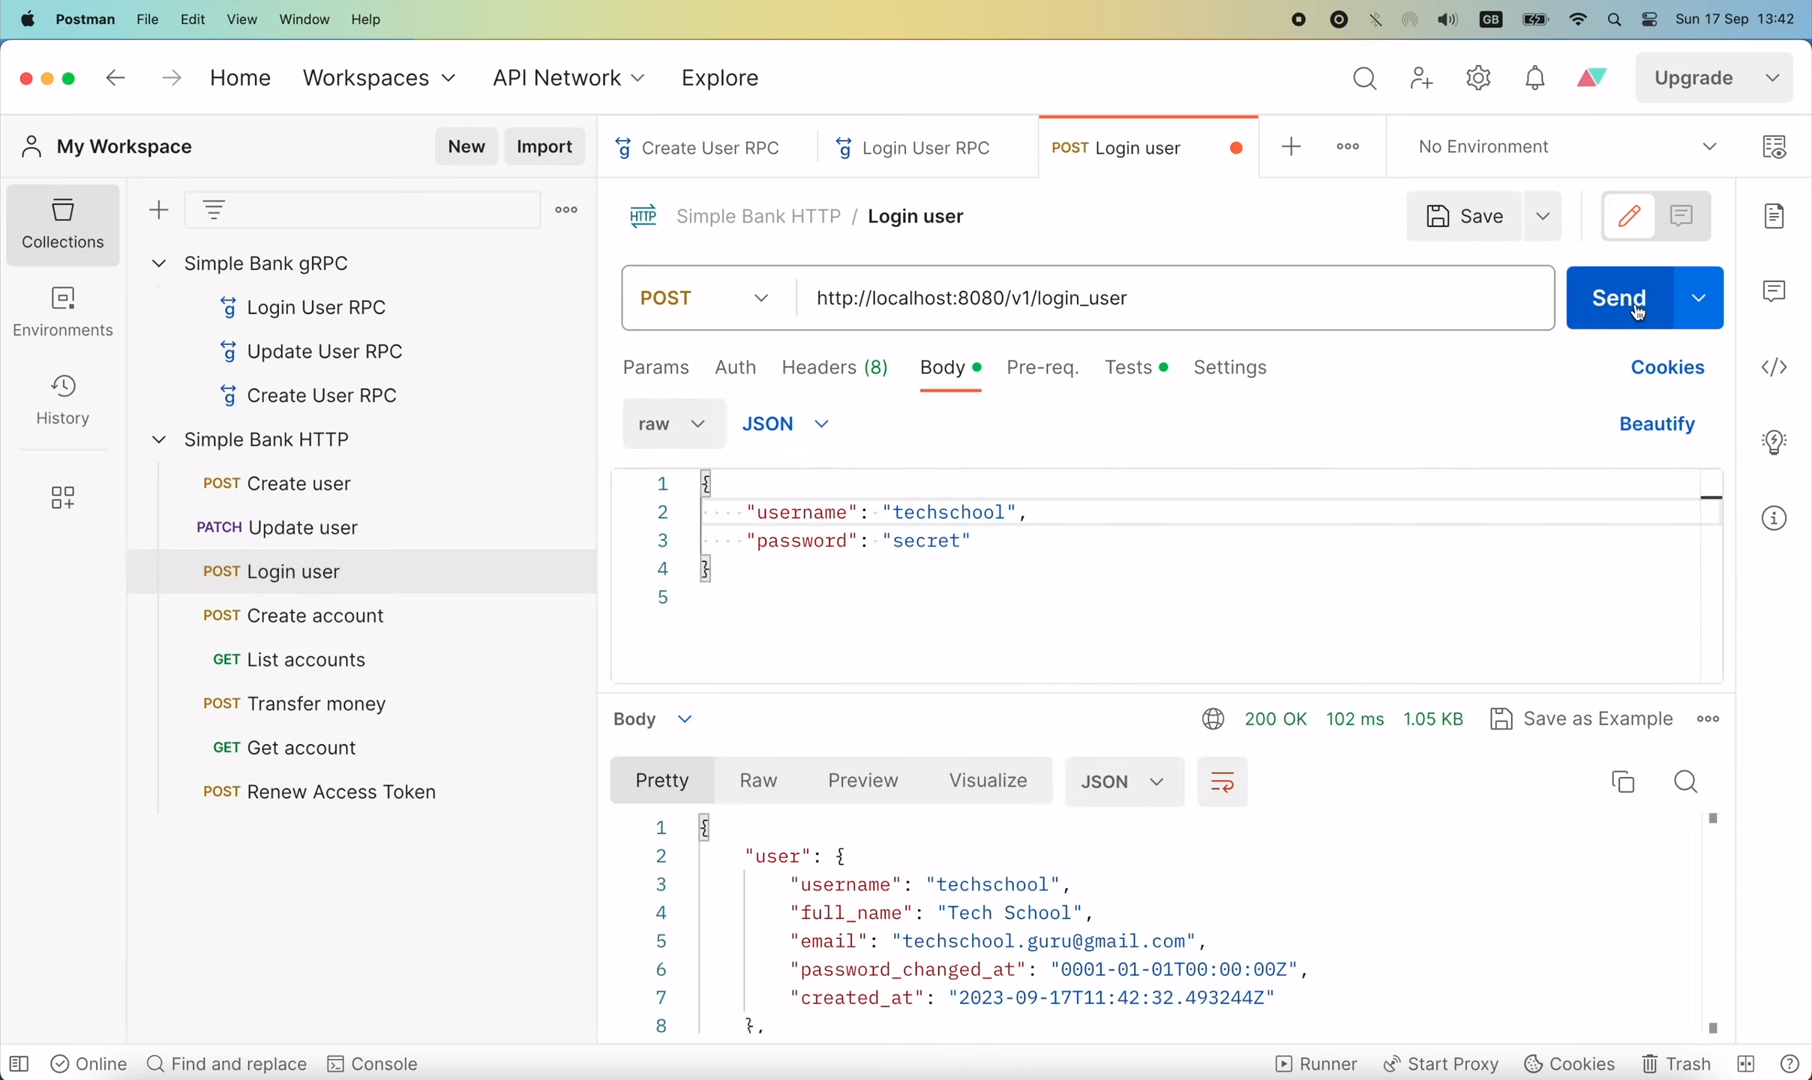 Postman File Edit View Window Help GB Sun 17 Sep 13:42
Home Workspaces API Network Explore Upgrade
My Workspace New Import Create User RPC Login User RPC POST Login user No Environment
Collections
Environments
History
Simple Bank gRPC
Login User RPC
Update User RPC
Create User RPC
Simple Bank HTTP
POST Create user
PATCH Update user
POST Login user
POST Create account
GET List accounts
POST Transfer money
GET Get account
POST Renew Access Token
HTTP Simple Bank HTTP / Login user Save
POST http://localhost:8080/v1/login_user Send
Params Auth Headers (8) Body Pre-req. Tests Settings Cookies
raw JSON Beautify
1 {
2 "username": "techschool",
3 "password": "secret"
4 }
5
Body 200 OK 102 ms 1.05 KB Save as Example
Pretty Raw Preview Visualize JSON
1 {
2 "user": {
3 "username": "techschool",
4 "full_name": "Tech School",
5 "email": "techschool.guru@gmail.com",
6 "password_changed_at": "0001-01-01T00:00:00Z",
7 "created_at": "2023-09-17T11:42:32.493244Z"
8 },
Online Find and replace Console Runner Start Proxy Cookies Trash